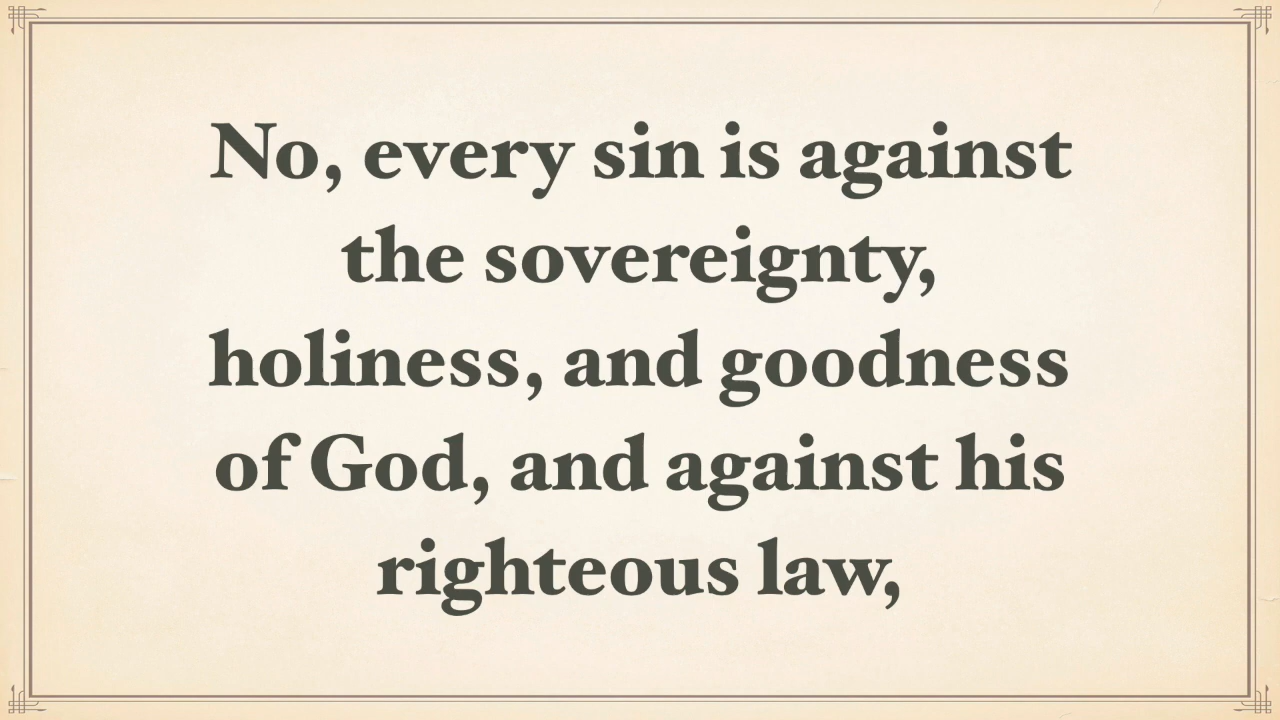 No, every sin is against
the sovereignty,
holiness, and goodness
of God, and against his
righteous law,